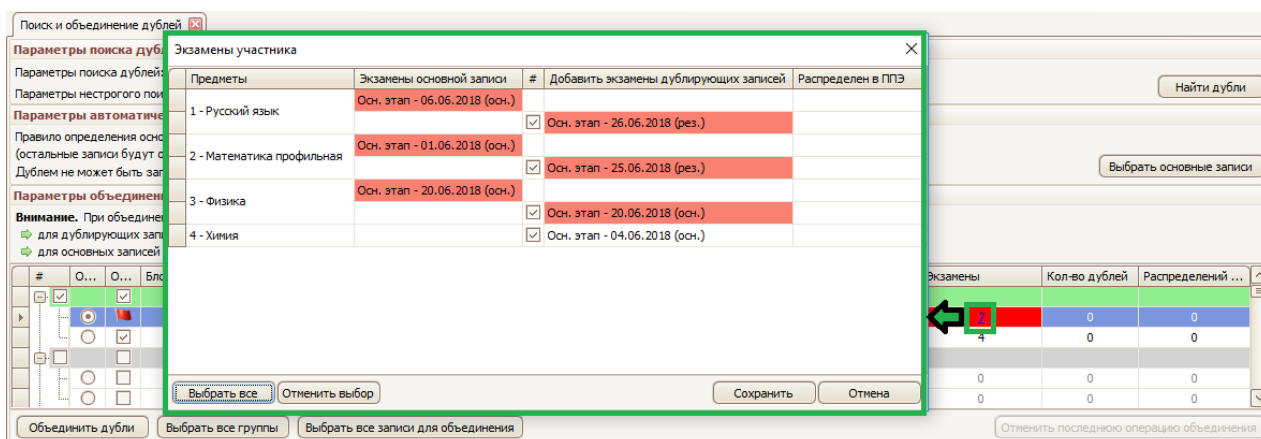 Поиск и объединение дублей
Параметры поиска дуб
Параметры поиска дублей:
Параметры нестрогого пои
Найти дубли
Параметры автоматиче
Правило определения осно
(остальные записи будут о
Дублем не может быть зап
Выбрать основные записи
Параметры объединен
Внимание. При объедине
для дублирующих запи
для основных записей
Экзамены участника
Предметы Экзамены основной записи # Добавить экзамены дублирующих записей Распределен в ППЭ
1 - Русский язык
Осн. этап - 06.06.2018 (осн.)
Осн. этап - 26.06.2018 (рез.)
2 - Математика профильная
Осн. этап - 01.06.2018 (осн.)
Осн. этап - 25.06.2018 (рез.)
3 - Физика
Осн. этап - 20.06.2018 (осн.)
Осн. этап - 20.06.2018 (осн.)
4 - Химия Осн. этап - 04.06.2018 (осн.)
Выбрать все Отменить выбор Сохранить Отмена
# О... О... Бло Экзамены Кол-во дублей Распределений ...
7 0 0
4 0 0
0 0 0
0 0 0
Объединить дубли Выбрать все группы Выбрать все записи для объединения Отменить последнюю операцию объединения